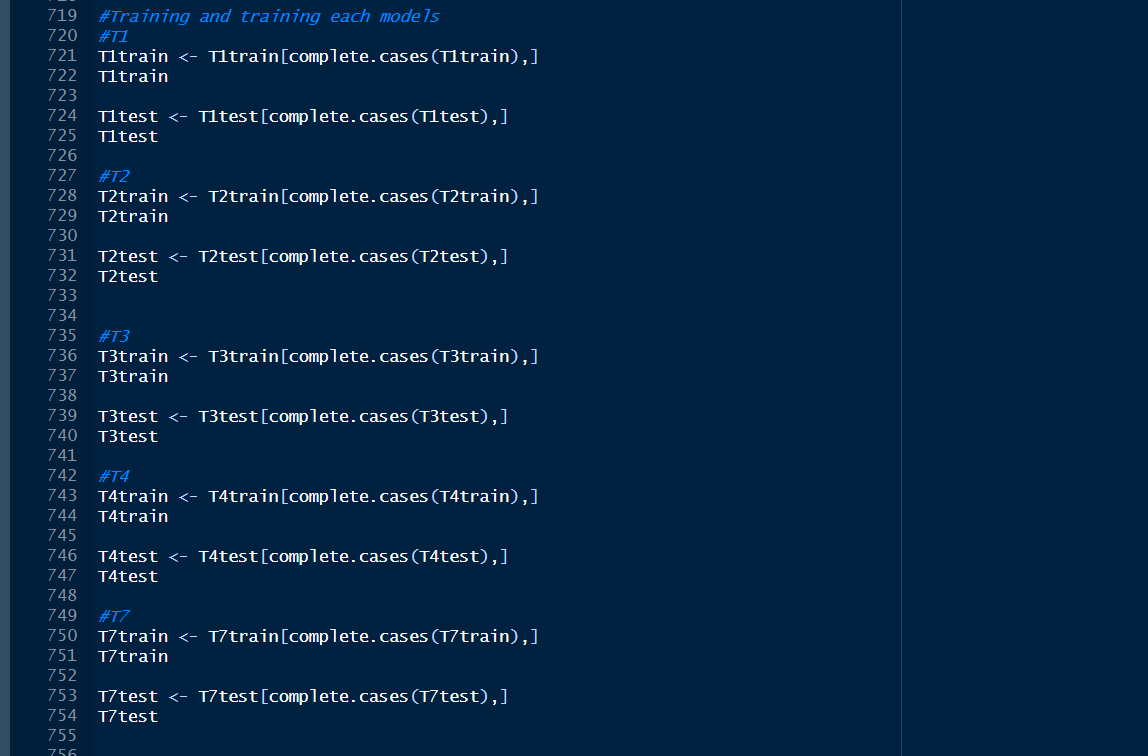 719 #Training and training each models
720 #T1
721 T1train <- T1train[complete.cases(T1train),]
722 T1train
723
724 T1test <- T1test[complete.cases(T1test),]
725 T1test
726
727 #T2
728 T2train <- T2train[complete.cases(T2train),]
729 T2train
730
731 T2test <- T2test[complete.cases(T2test),]
732 T2test
733
734
735 #T3
736 T3train <- T3train[complete.cases(T3train),]
737 T3train
738
739 T3test <- T3test[complete.cases(T3test),]
740 T3test
741
742 #T4
743 T4train <- T4train[complete.cases(T4train),]
744 T4train
745
746 T4test <- T4test[complete.cases(T4test),]
747 T4test
748
749 #T7
750 T7train <- T7train[complete.cases(T7train),]
751 T7train
752
753 T7test <- T7test[complete.cases(T7test),]
754 T7test
755
756